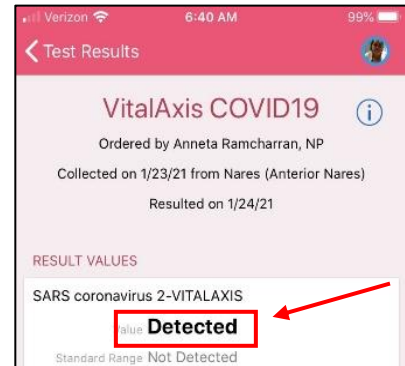 Verizon 6:40 AM 99%
Test Results
VitalAxis COVID19
Ordered by Anneta Ramcharran, NP
Collected on 1/23/21 from Nares (Anterior Nares)
Resulted on 1/24/21
RESULT VALUES
SARS coronavirus 2-VITALAXIS
Value Detected
Standard Range Not Detected